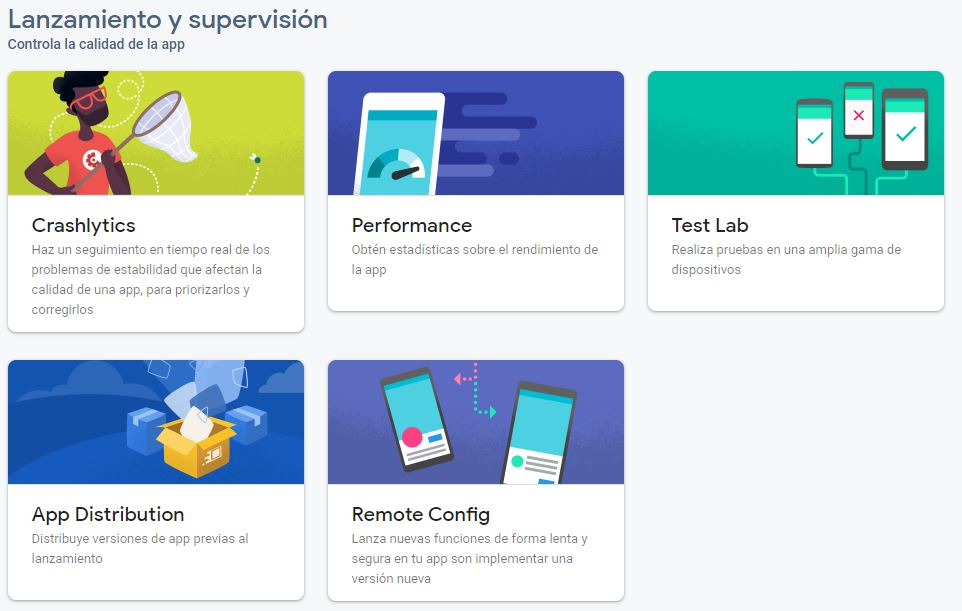 Lanzamiento y supervisión
Controla la calidad de la app
Crashlytics
Haz un seguimiento en tiempo real de los
problemas de estabilidad que afectan la
calidad de una app, para priorizarlos y
corregirlos
Performance
Obtén estadísticas sobre el rendimiento de
la app
Test Lab
Realiza pruebas en una amplia gama de
dispositivos
App Distribution
Distribuye versiones de app previas al
lanzamiento
Remote Config
Lanza nuevas funciones de forma lenta y
segura en tu app son implementar una
versión nueva